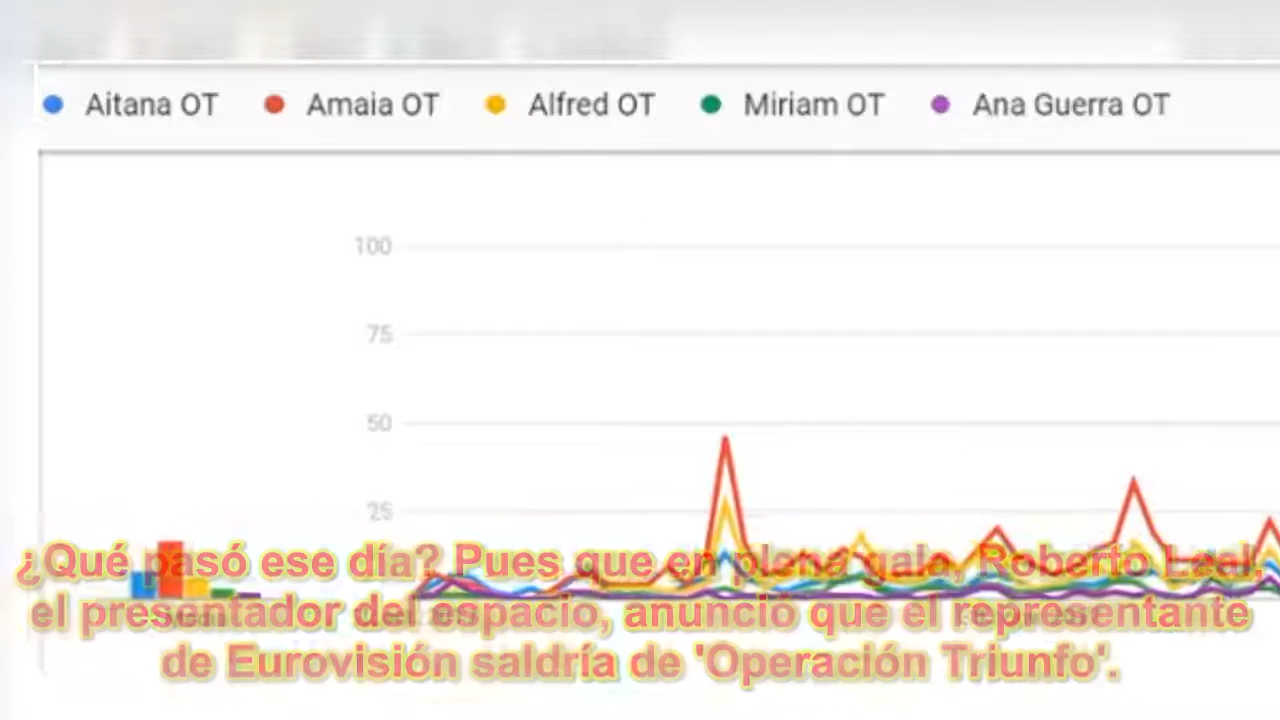 Aitana OT Amaia OT Alfred OT Miriam OT Ana Guerra OT
100
75
50
25
¿Qué pasó ese día? Pues que en plena gala, Roberto Leal,
el presentador del espacio, anunció que el representante
de Eurovisión saldría de 'Operación Triunfo'.